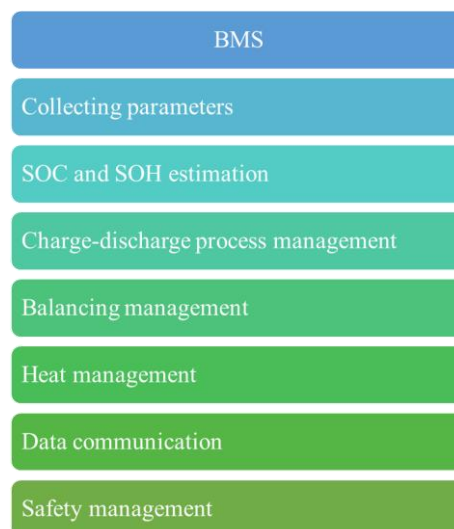 BMS
Collecting parameters
SOC and SOH estimation
Charge-discharge process management
Balancing management
Heat management
Data communication
Safety management